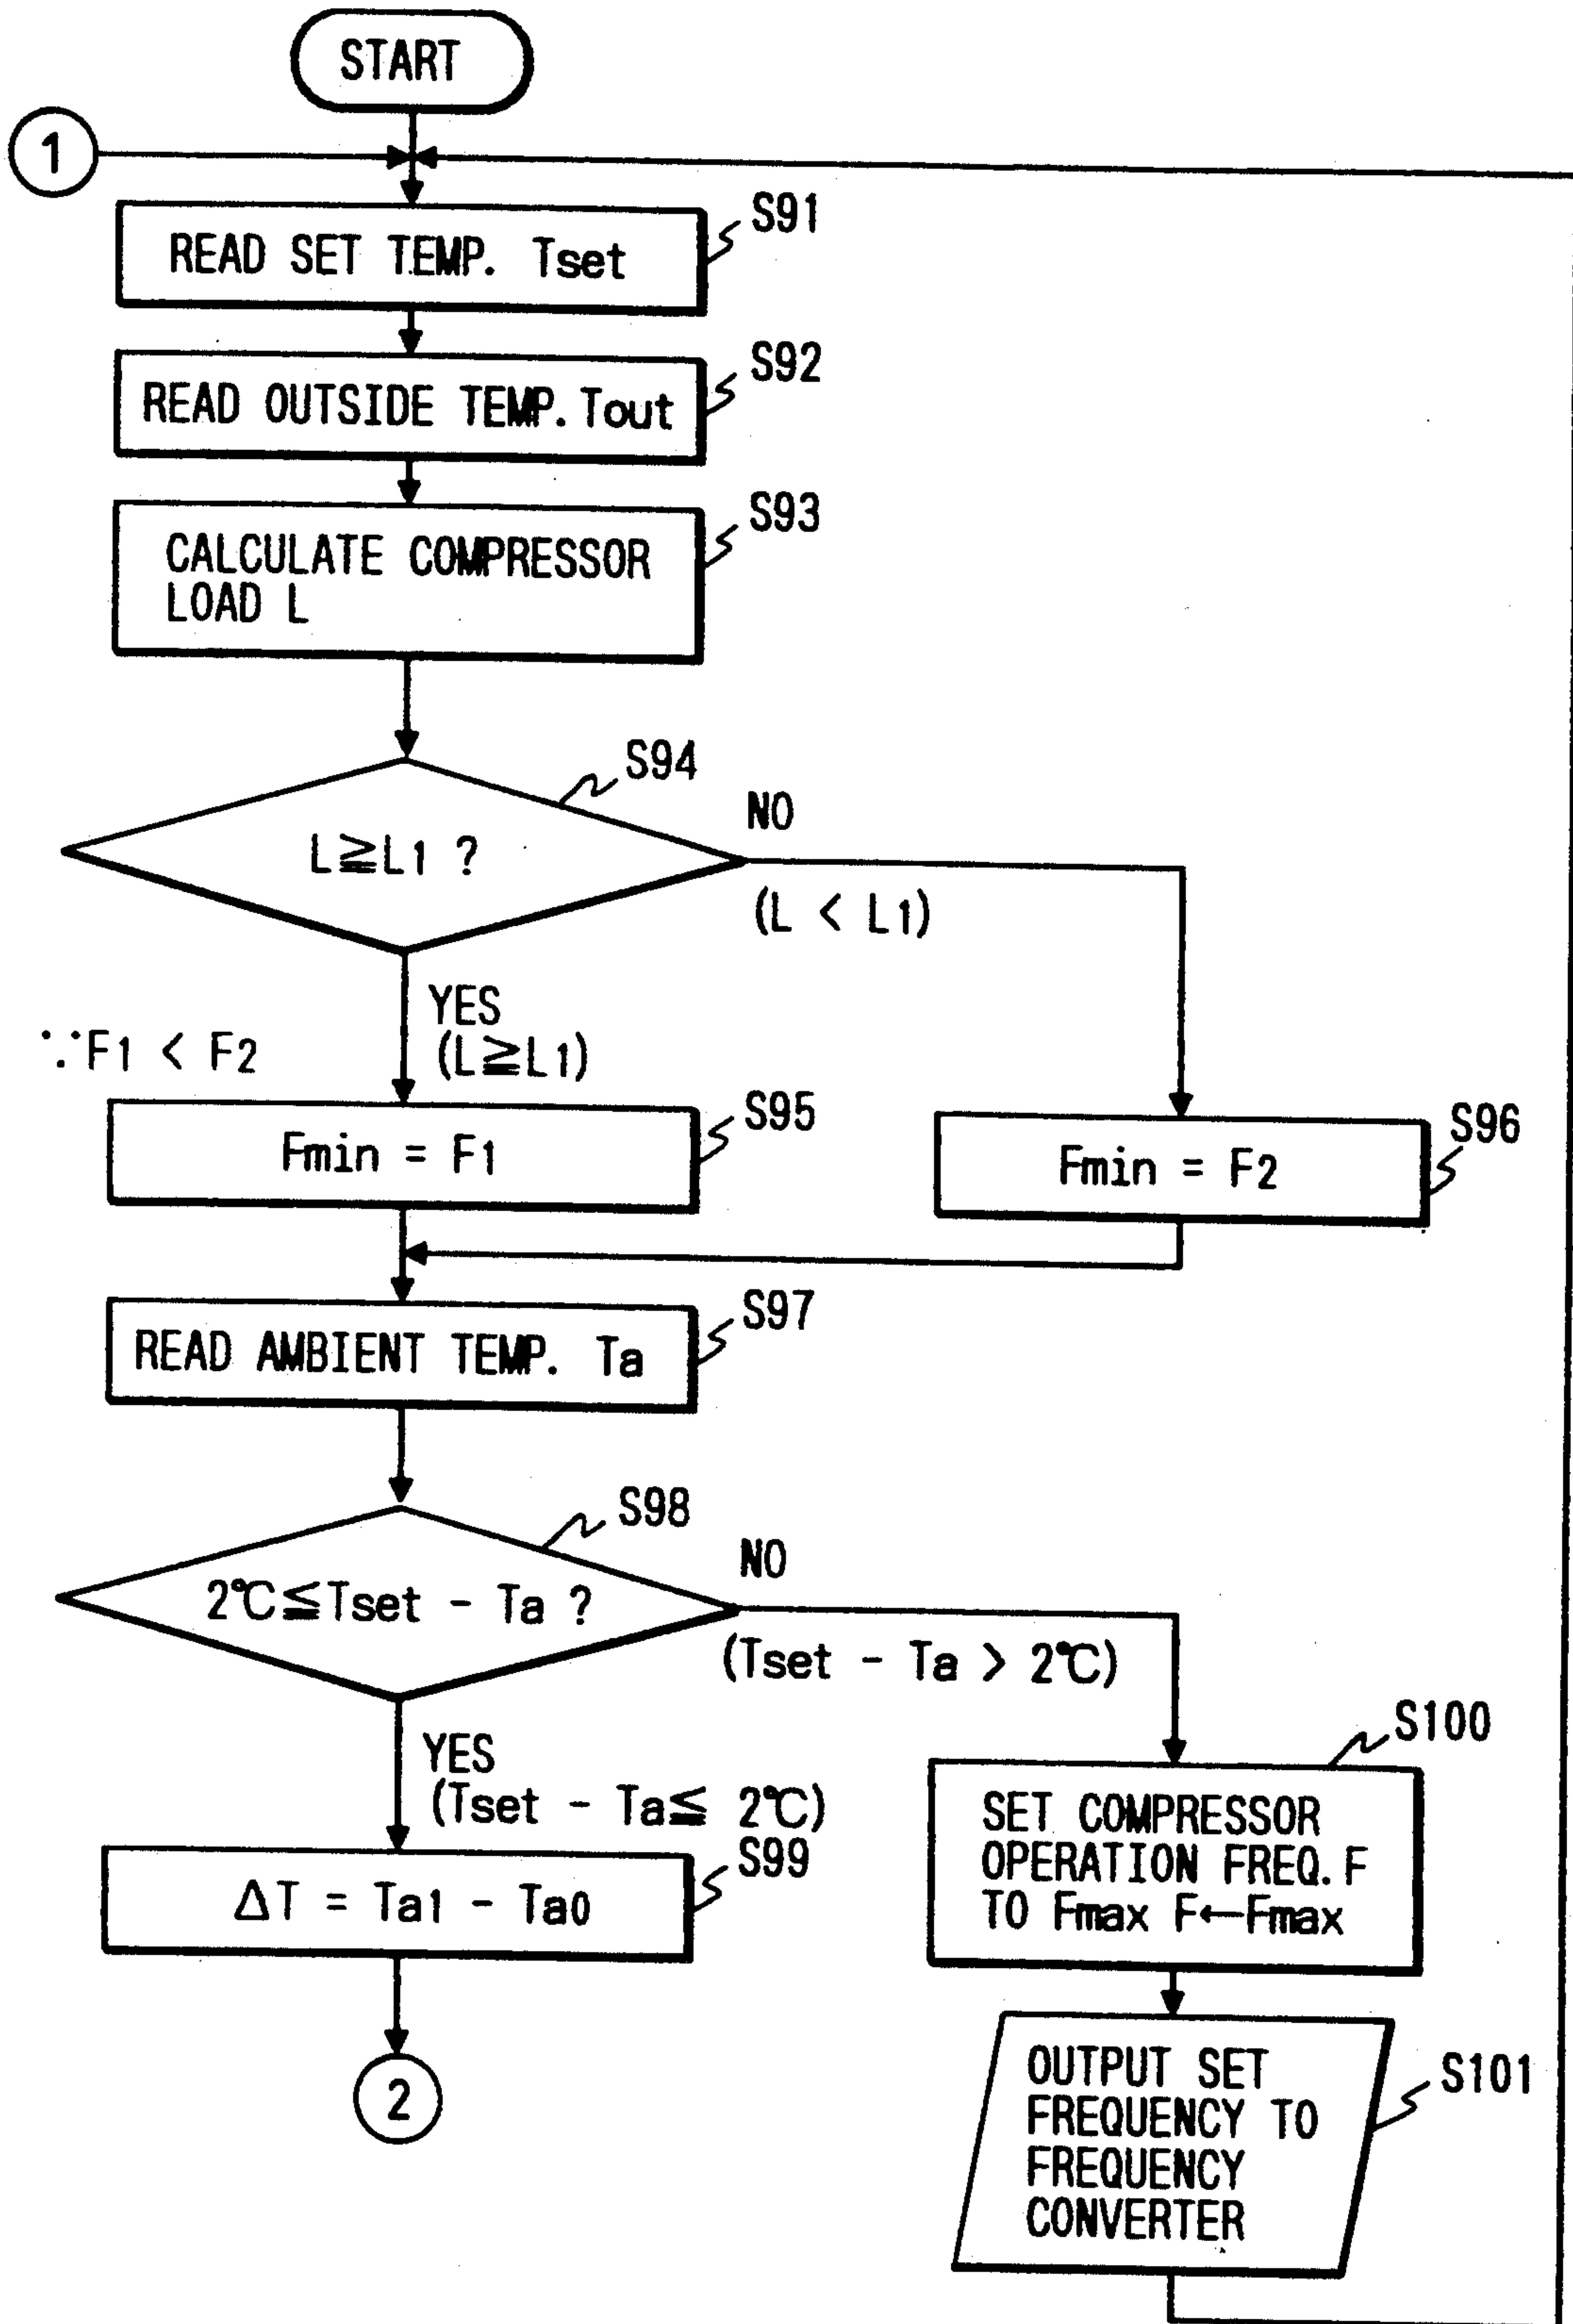 START
1
READ SET TEMP. Tset
S91
READ OUTSIDE TEMP. Tout
S92
CALCULATE COMPRESSOR
LOAD L
S93
S94
L≧L1 ?
NO
(L < L1)
YES
(L≧L1)
∵F1 < F2
Fmin = F1
S95
Fmin = F2
S96
READ AMBIENT TEMP. Ta
S97
S98
2℃≦Tset - Ta ?
NO
(Tset - Ta > 2℃)
YES
(Tset - Ta≦ 2℃)
S99
ΔT = Ta1 - Ta0
2
S100
SET COMPRESSOR
OPERATION FREQ. F
TO Fmax F←Fmax
OUTPUT SET
FREQUENCY TO
FREQUENCY
CONVERTER
S101